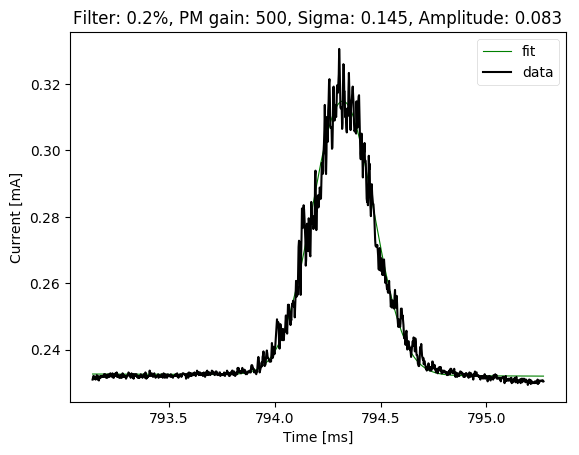 Filter: 0.2%, PM gain: 500, Sigma: 0.145, Amplitude: 0.083
fit
data
Current [mA]
0.32
0.30
0.28
0.26
0.24
793.5 794.0 794.5 795.0
Time [ms]